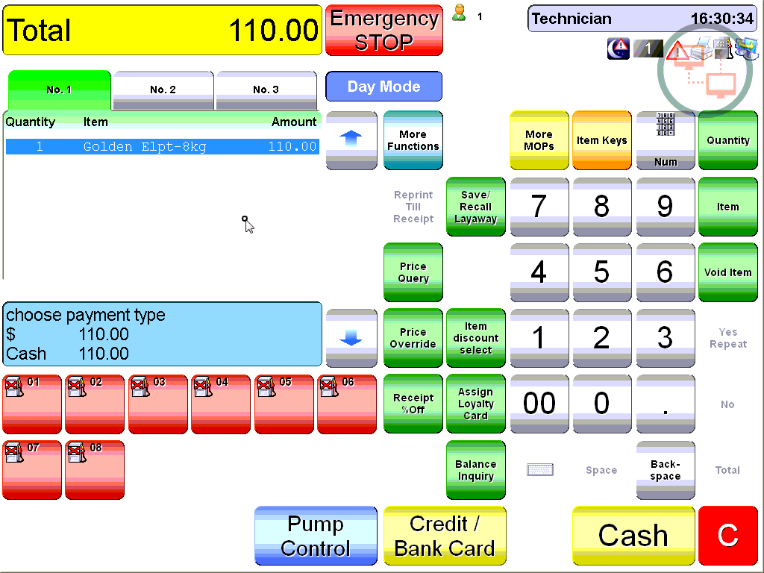 Total 110.00
Emergency
STOP
1
Technician 16:30:34
1
No. 1
No. 2
No. 3
Day Mode
Quantity Item Amount
1 Golden Elpt-8kg 110.00
More
Functions
More
MOPs
Item Keys
Num
Quantity
Reprint
Till
Receipt
Save/
Recall
Layaway
7
8
9
Item
Price
Query
4
5
6
Void Item
choose payment type
$ 110.00
Cash 110.00
Price
Override
Item
discount
select
1
2
3
Yes
Repeat
01
02
03
04
05
06
Receipt
%Off
Assign
Loyalty
Card
00
0
.
No
07
08
Balance
Inquiry
Space
Back-
space
Total
Pump
Control
Credit /
Bank Card
Cash
C